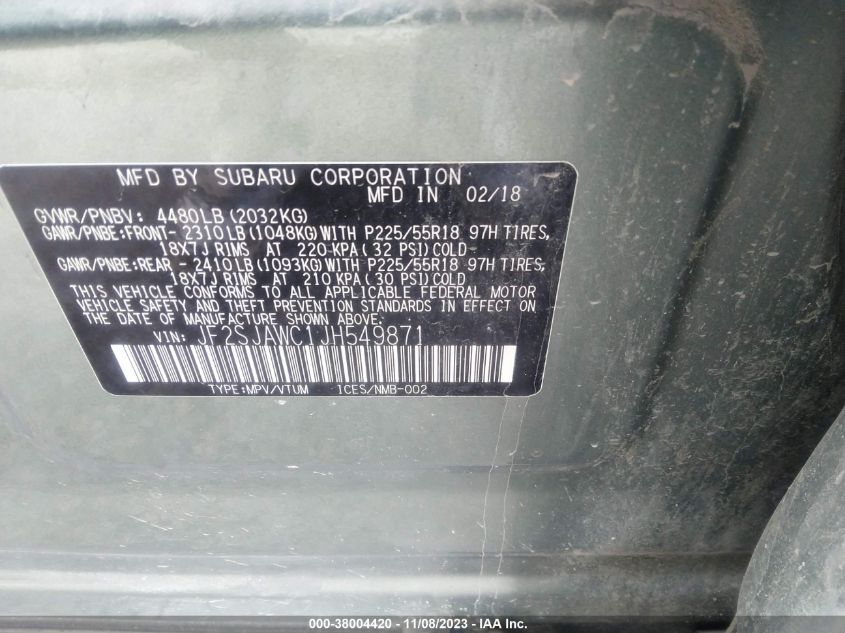 MFD BY SUBARU CORPORATION
MFD IN 02/18
GVWR/PNBV: 4480LB(2032KG)
GAWR/PNBE:FRONT- 2310LB(1048KG)WITH P225/55R18 97H TIRES,
18X7J RIMS AT 220-KPA(32 PSI)COLD
GAWR/PNBE:REAR - 2410LB(1093KG)WITH P225/55R18 97H TIRES,
18X7J RIMS AT 210 KPA(30 PSI)COLD
THIS VEHICLE CONFORMS TO ALL APPLICABLE FEDERAL MOTOR
VEHICLE SAFETY AND THEFT PREVENTION STANDARDS IN EFFECT ON
THE DATE OF MANUFACTURE SHOWN ABOVE.
VIN: JF2SJAWC1JH549871
TYPE:MPV/VTUM 1CES/NMB-002
000-38004420 - 11/08/2023 - IAA Inc.